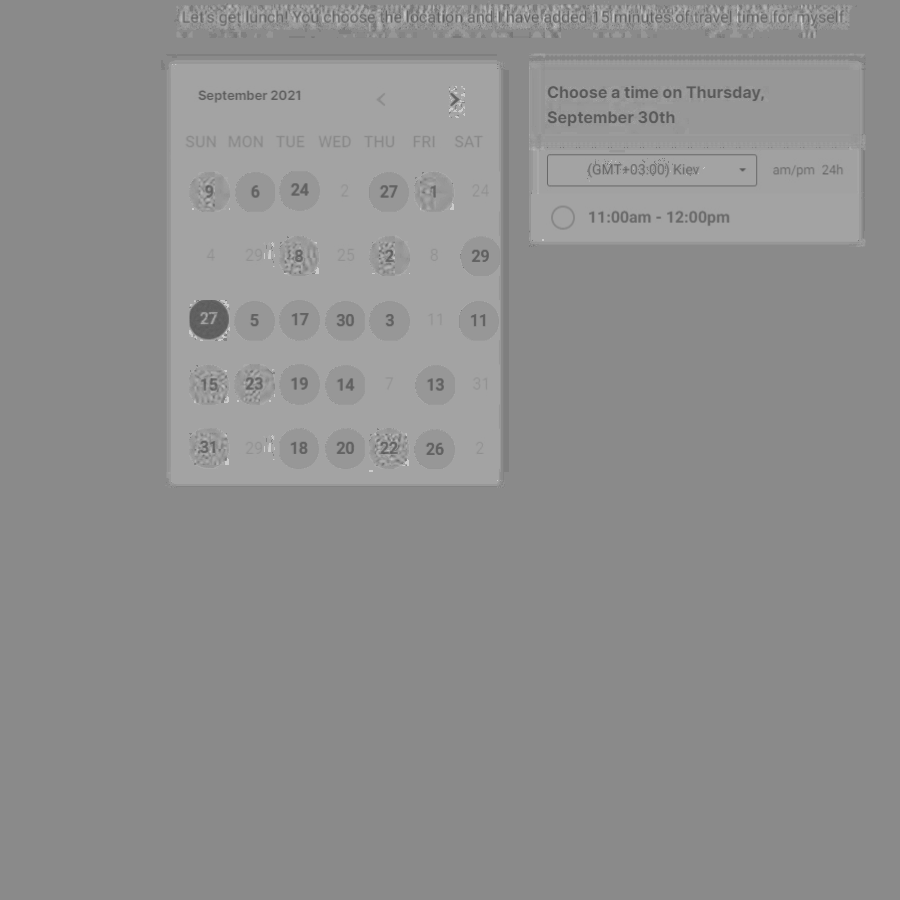 Let's get lunch! You choose the location and I have added 15 minutes of travel time for myself
September 2021
SUN MON TUE WED THU FRI SAT
9 6 24 2 27 1 24
4 29 8 25 2 8 29
27 5 17 30 3 11 11
15 23 19 14 7 13 31
31 29 18 20 22 26 2
Choose a time on Thursday,
September 30th
(GMT+03:00) Kiev
am/pm 24h
11:00am - 12:00pm